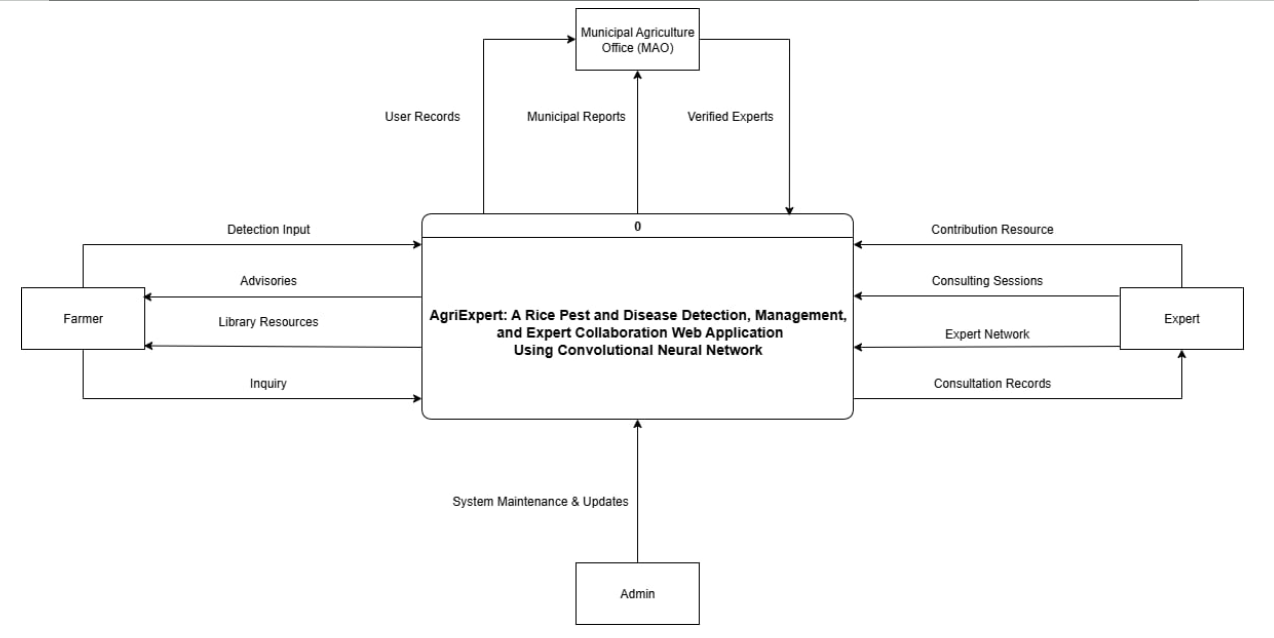 Municipal Agriculture
Office (MAO)
User Records
Municipal Reports
Verified Experts
0
Detection Input
Contribution Resource
Advisories
Consulting Sessions
Farmer
Library Resources
AgriExpert: A Rice Pest and Disease Detection, Management,
and Expert Collaboration Web Application
Using Convolutional Neural Network
Expert
Expert Network
Inquiry
Consultation Records
System Maintenance & Updates
Admin